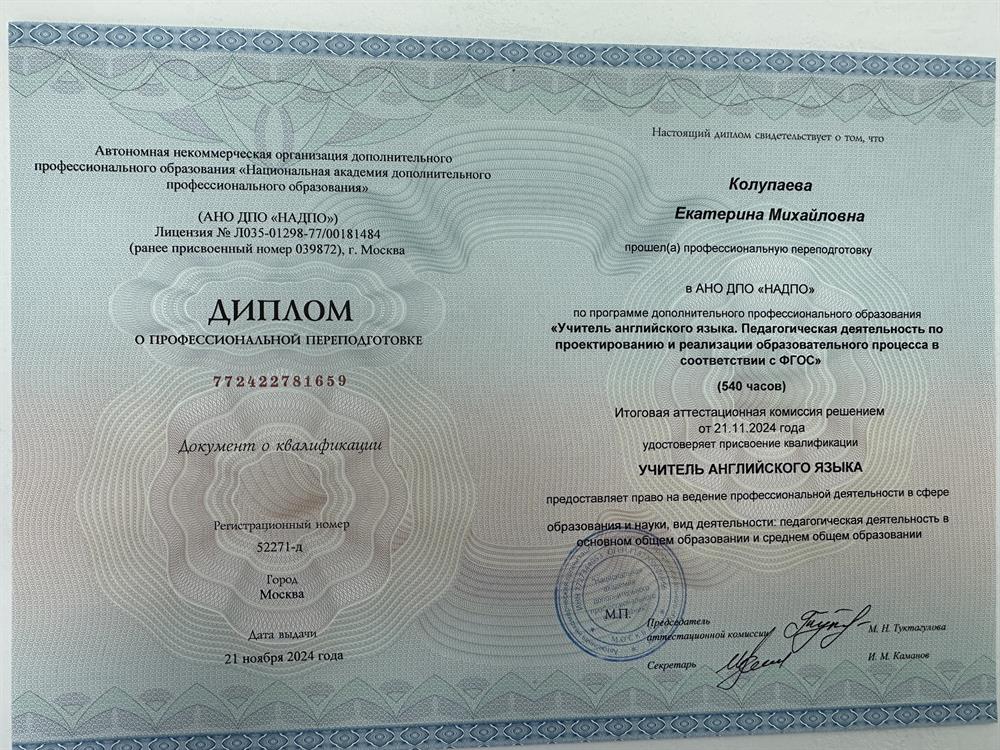 Автономная некоммерческая организация дополнительного
профессионального образования «Национальная академия дополнительного
профессионального образования»
(АНО ДПО «НАДПО»)
Лицензия № Л035-01298-77/00181484
(ранее присвоенный номер 039872), г. Москва
ДИПЛОМ
О ПРОФЕССИОНАЛЬНОЙ ПЕРЕПОДГОТОВКЕ
772422781659
Документ о квалификации
Регистрационный номер
52271-д
Город
Москва
Дата выдачи
21 ноября 2024 года
Настоящий диплом свидетельствует о том, что
Колупаева
Екатерина Михайловна
прошел(а) профессиональную переподготовку
в АНО ДПО «НАДПО»
по программе дополнительного профессионального образования
«Учитель английского языка. Педагогическая деятельность по
проектированию и реализации образовательного процесса в
соответствии с ФГОС»
(540 часов)
Итоговая аттестационная комиссия решением
от 21.11.2024 года
удостоверяет присвоение квалификации
УЧИТЕЛЬ АНГЛИЙСКОГО ЯЗЫКА
предоставляет право на ведение профессиональной деятельности в сфере
образования и науки, вид деятельности: педагогическая деятельность в
основном общем образовании и среднем общем образовании
М.П.
Председатель
аттестационной комиссии
М. Н. Туктагулова
Секретарь
И. М. Каманов